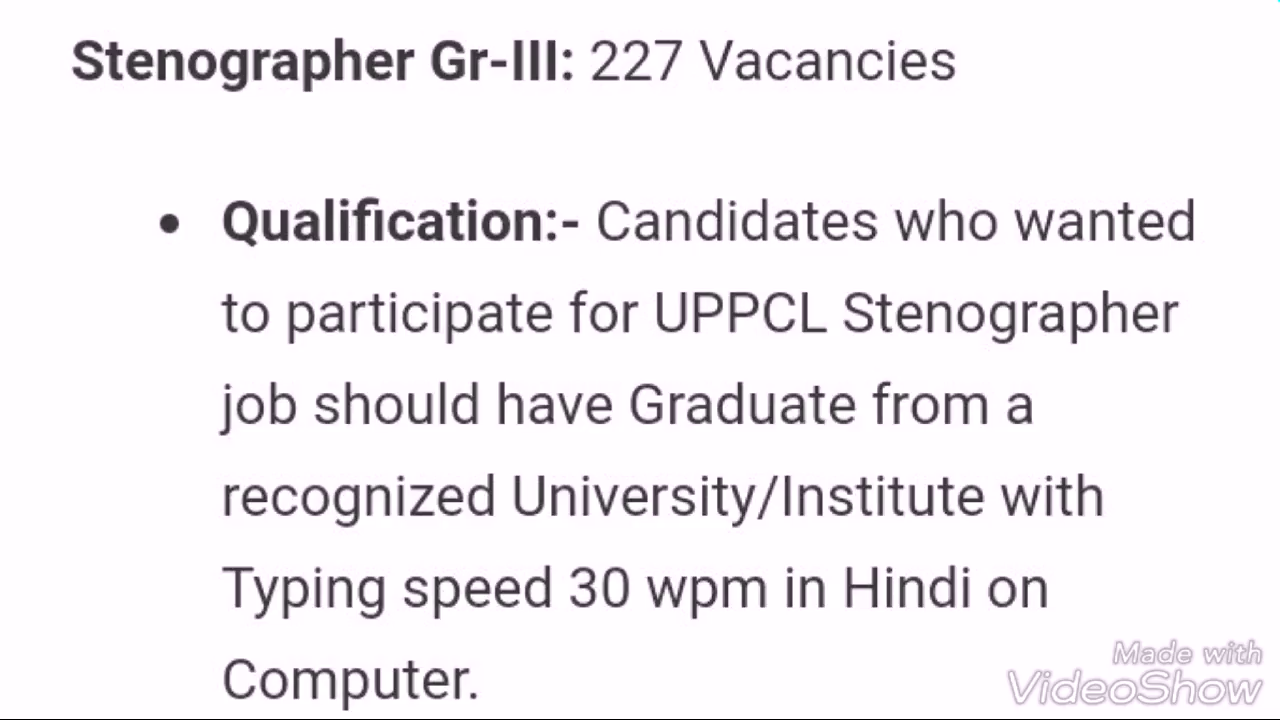 Stenographer Gr-III: 227 Vacancies
• Qualification:- Candidates who wanted
to participate for UPPCL Stenographer
job should have Graduate from a
recognized University/Institute with
Typing speed 30 wpm in Hindi on
Computer.
Made with
VideoShow